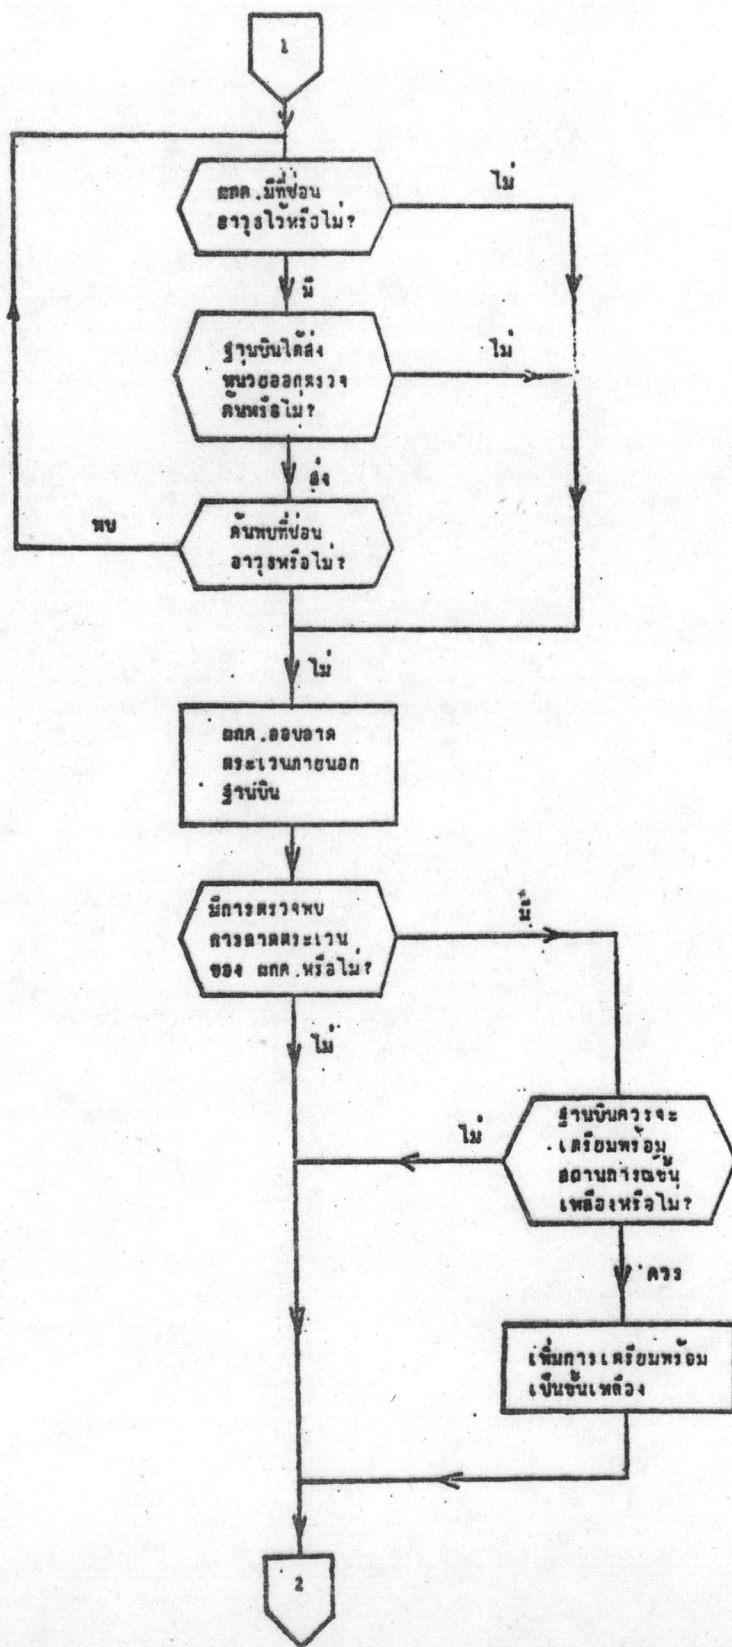 1
ผกค.มีที่ซ่อน
อาวุธไว้หรือไม่?
ไม่
มี
ฐานบินได้ส่ง
หน่วยออกตรวจ
ค้นหรือไม่?
ไม่
ส่ง
ค้นพบที่ซ่อน
อาวุธหรือไม่?
พบ
ไม่
ผกค.ลอบลาด
ตระเวนภายนอก
ฐานบิน
มีการตรวจพบ
การลาดตระเวน
ของ ผกค.หรือไม่?
มี
ไม่
ฐานบินควรจะ
เตรียมพร้อม
สถานการณ์ขั้น
เหลืองหรือไม่?
ไม่
ควร
เพิ่มการเตรียมพร้อม
เป็นขั้นเหลือง
2